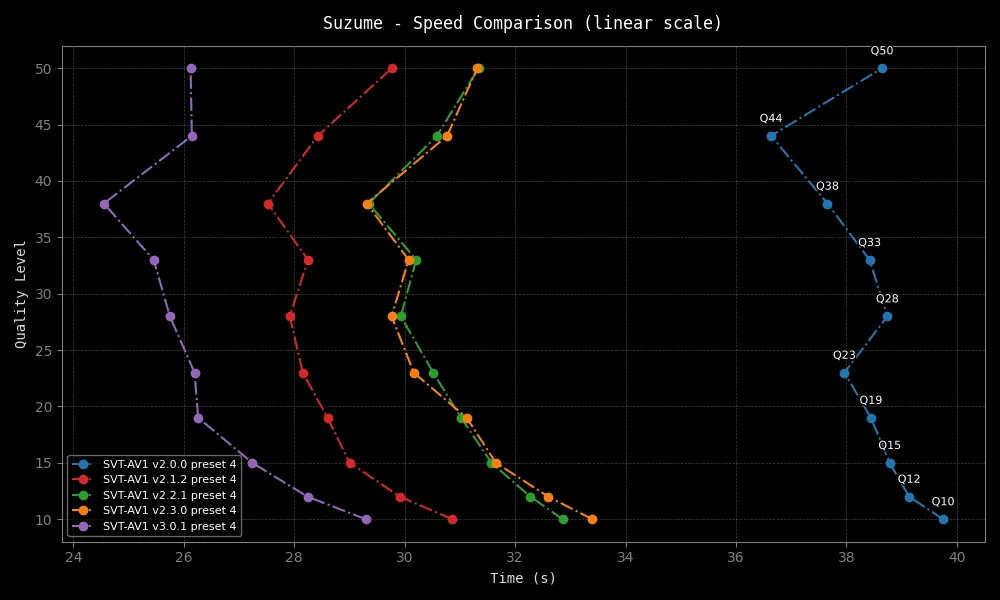 Suzume - Speed Comparison (linear scale)
Q50
50
Q44
45
Q38
40
Q33
35
Quality Level
Q28
30
Q23
25
Q19
20
Q15
15
Q12
Q10
10
SVT-AV1 v2.0.0 preset 4
SVT-AV1 v2.1.2 preset 4
SVT-AV1 v2.2.1 preset 4
SVT-AV1 v2.3.0 preset 4
SVT-AV1 v3.0.1 preset 4
24 26 28 30 32 34 36 38 40
Time (s)